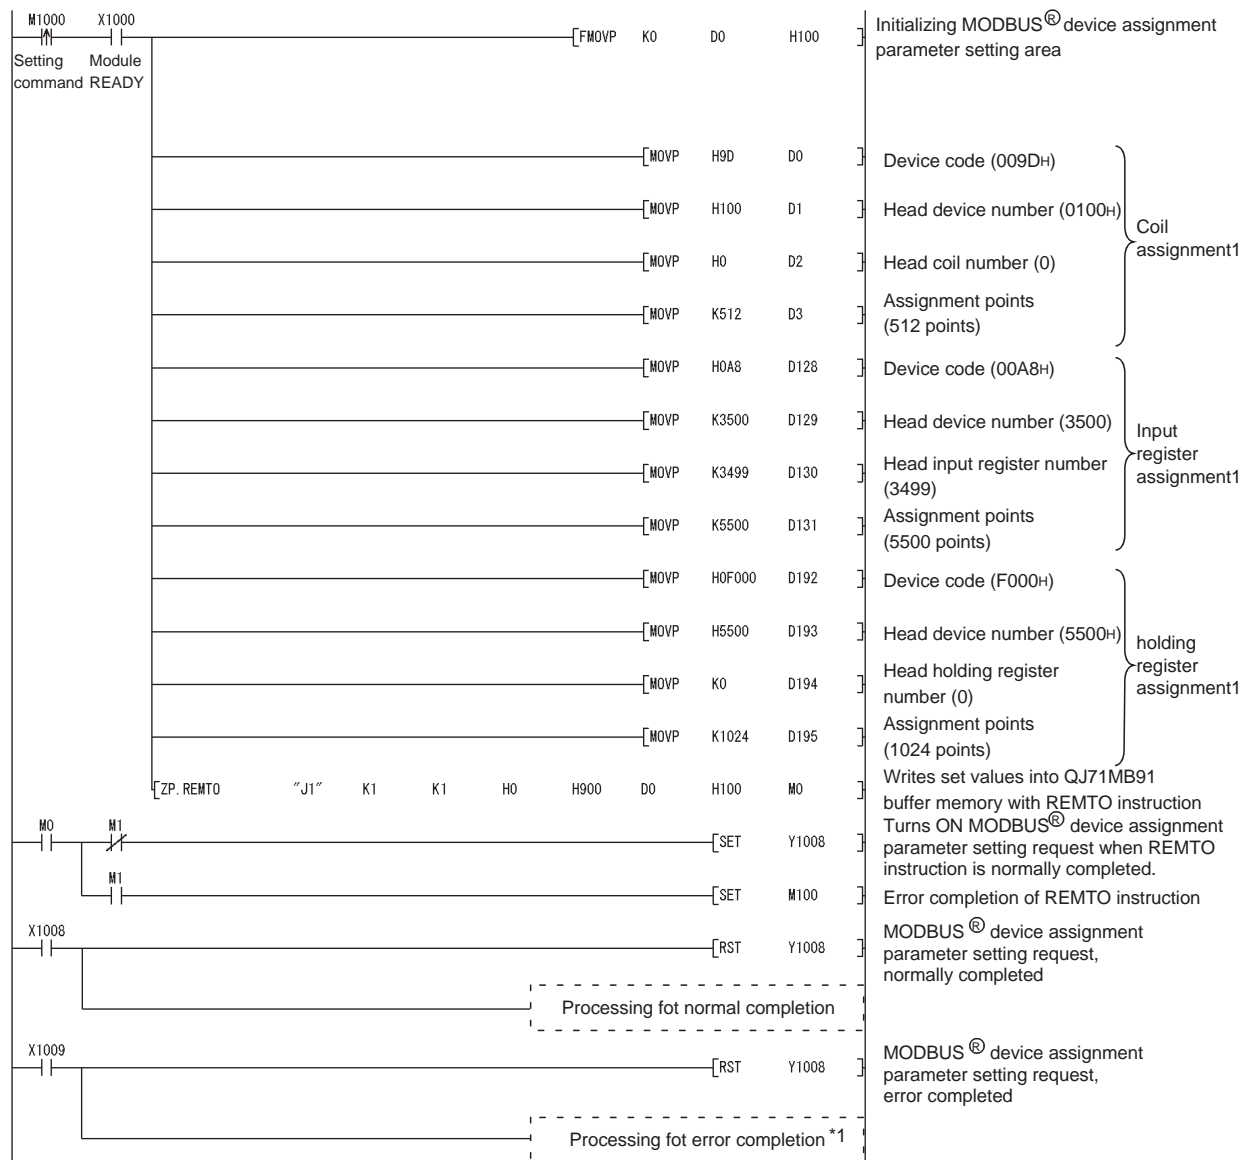 M1000 X1000
Setting command
Module READY
FMOVP K0 D0 H100
Initializing MODBUS® device assignment
parameter setting area
MOVP H9D D0
Device code (009DH)
MOVP H100 D1
Head device number (0100H)
MOVP H0 D2
Head coil number (0)
MOVP K512 D3
Assignment points
(512 points)
Coil
assignment1
MOVP H0A8 D128
Device code (00A8H)
MOVP K3500 D129
Head device number (3500)
MOVP K3499 D130
Head input register number
(3499)
MOVP K5500 D131
Assignment points
(5500 points)
Input
register
assignment1
MOVP H0F000 D192
Device code (F000H)
MOVP H5500 D193
Head device number (5500H)
MOVP K0 D194
Head holding register
number (0)
MOVP K1024 D195
Assignment points
(1024 points)
holding
register
assignment1
ZP.REMTO "J1" K1 K1 H0 H900 D0 H100 M0
Writes set values into QJ71MB91
buffer memory with REMTO instruction
M0 M1
SET Y1008
Turns ON MODBUS® device assignment
parameter setting request when REMTO
instruction is normally completed.
M1
SET M100
Error completion of REMTO instruction
X1008
RST Y1008
MODBUS ® device assignment
parameter setting request,
normally completed
Processing fot normal completion
X1009
RST Y1008
MODBUS ® device assignment
parameter setting request,
error completed
Processing fot error completion *1